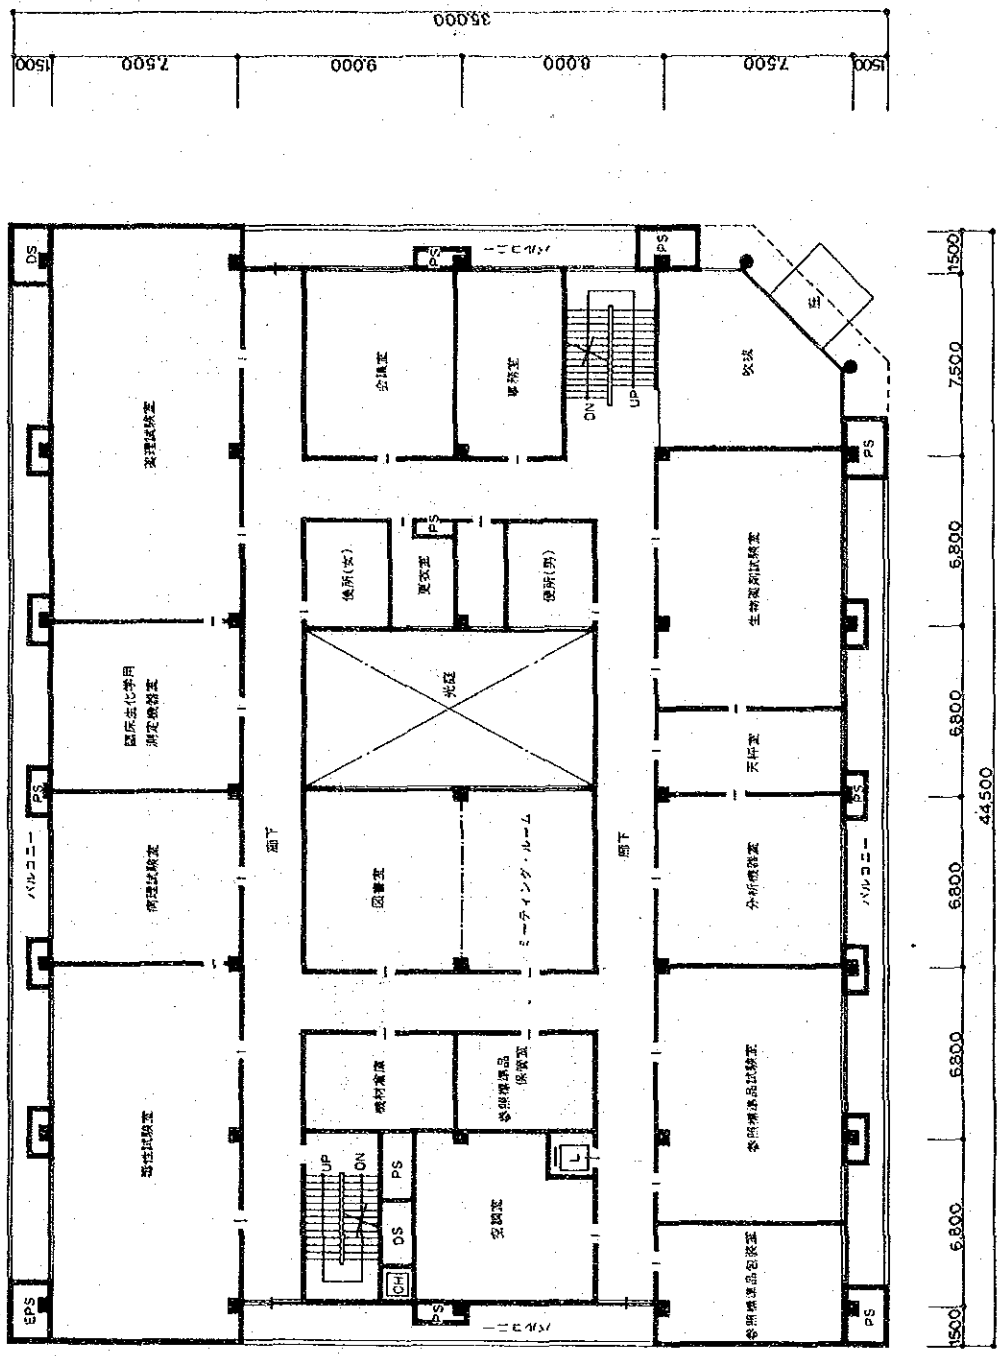 35,000
1500
7,500
9,000
8,000
7,500
1500
DS
バルコニー
PS
PS
1500
薬理試験室
会議室
事務室
DN
UP
吹抜
7,500
PS
便所(女)
更衣室
PS
便所(男)
生物薬剤試験室
6,800
臨床生化学用
測定機器室
光庭
天秤室
6,800
PS
PS
バルコニー
病理試験室
廊下
図書室
ミーティング・ルーム
廊下
分析機器室
バルコニー
6,800
44,500
毒性試験室
機材倉庫
参照標準品
保管室
参照標準品試験室
6,800
UP
DN
PS
DS
CH
L
空調室
6,800
EPS
PS
バルコニー
参照標準品包装室
PS
1500